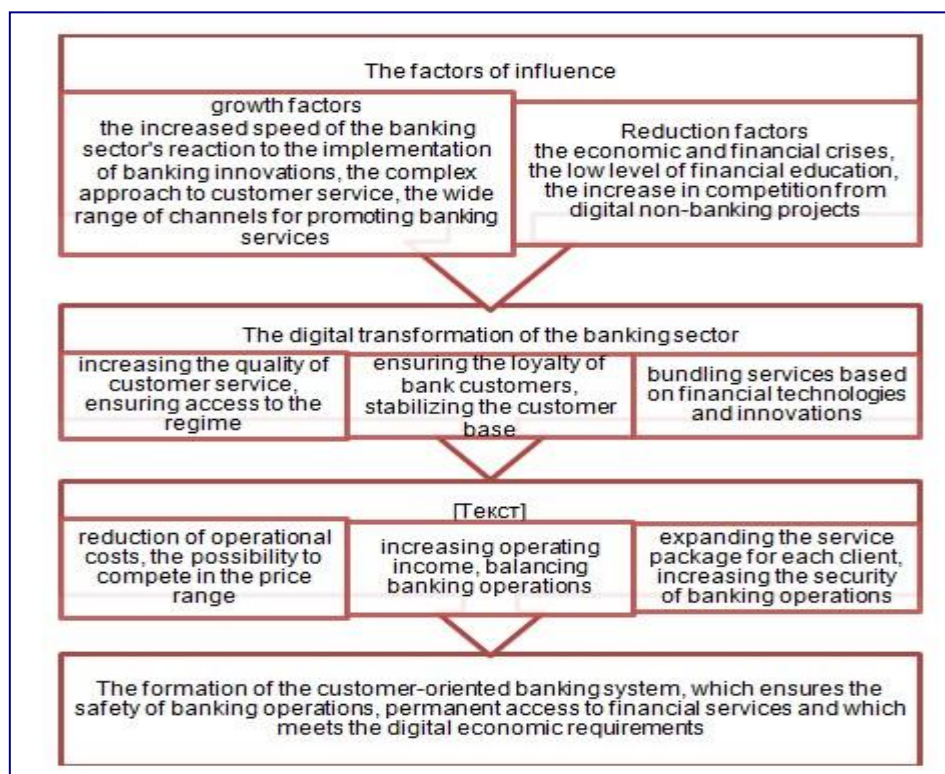 The factors of influence
growth factors
the increased speed of the banking
sector's reaction to the implementation
of banking innovations, the complex
approach to customer service, the wide
range of channels for promoting banking
services
Reduction factors
the economic and financial crises,
the low level of financial education,
the increase in competition from
digital non-banking projects
The digital transformation of the banking sector
increasing the quality of
customer service,
ensuring access to the
regime
ensuring the loyalty of
bank customers,
stabilizing the customer
base
bundling services based
on financial technologies
and innovations
[Текст]
reduction of operational
costs, the possibility to
compete in the price
range
increasing operating
income, balancing
banking operations
expanding the service
package for each client,
increasing the security
of banking operations
The formation of the customer-oriented banking system, which ensures the
safety of banking operations, permanent access to financial services and which
meets the digital economic requirements